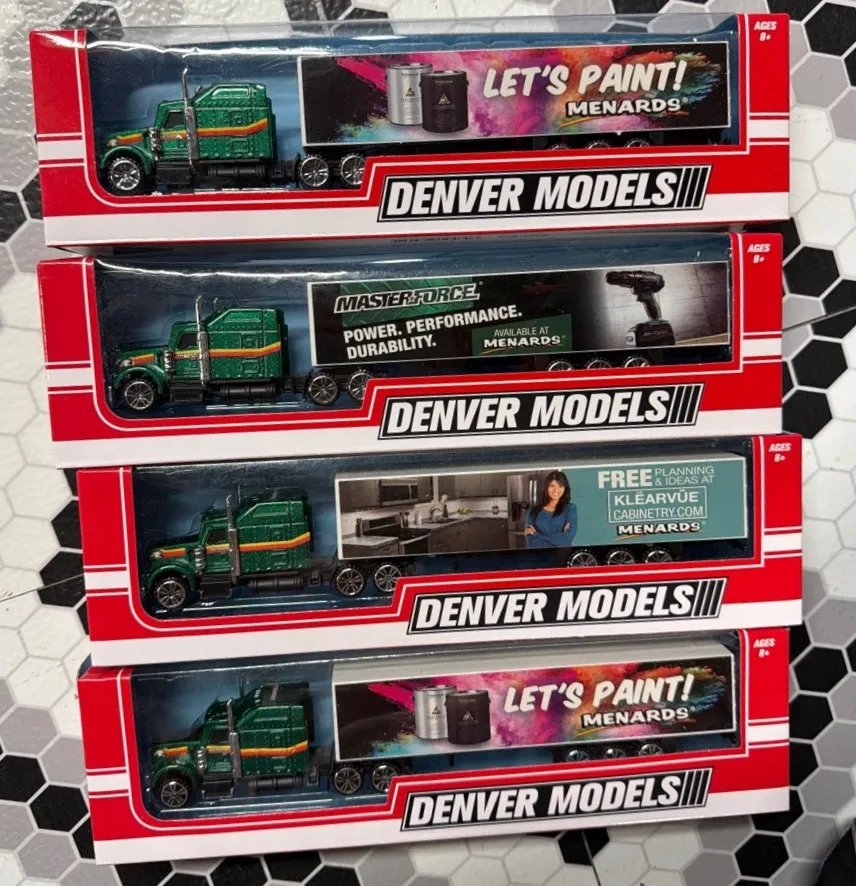 AGES
8+
LET'S PAINT!
MENARDS®
DENVER MODELS
AGES
8+
MASTERFORCE®
POWER. PERFORMANCE.
DURABILITY.
AVAILABLE AT
MENARDS®
DENVER MODELS
AGES
8+
FREE PLANNING
& IDEAS AT
KLËARVŪE
CABINETRY.COM
MENARDS®
DENVER MODELS
AGES
8+
LET'S PAINT!
MENARDS®
DENVER MODELS